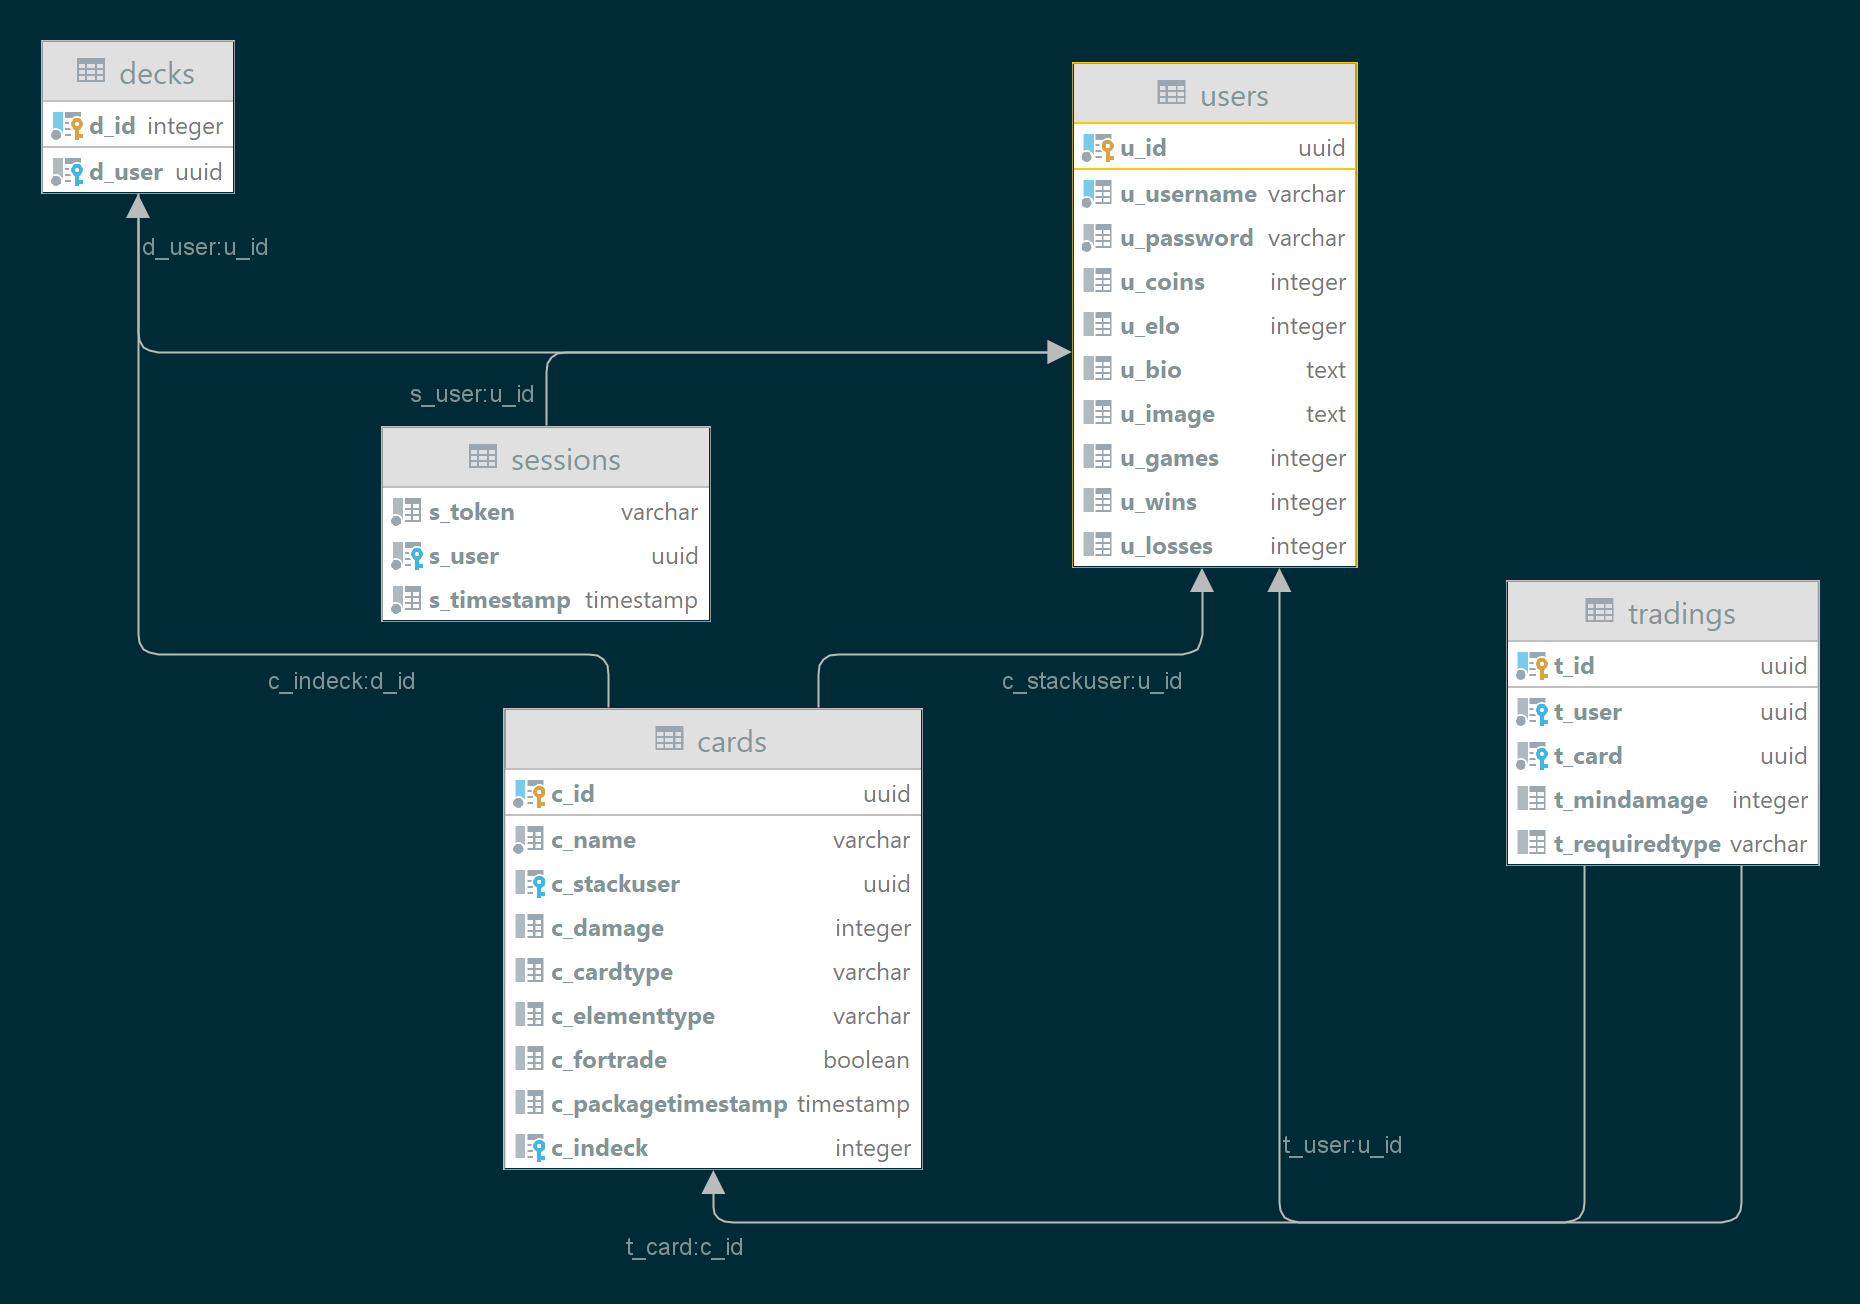 decks
d_id integer
d_user uuid
d_user:u_id
users
u_id uuid
u_username varchar
u_password varchar
u_coins integer
u_elo integer
u_bio text
u_image text
u_games integer
u_wins integer
u_losses integer
s_user:u_id
sessions
s_token varchar
s_user uuid
s_timestamp timestamp
c_indeck:d_id
c_stackuser:u_id
tradings
t_id uuid
t_user uuid
t_card uuid
t_mindamage integer
t_requiredtype varchar
cards
c_id uuid
c_name varchar
c_stackuser uuid
c_damage integer
c_cardtype varchar
c_elementtype varchar
c_fortrade boolean
c_packagetimestamp timestamp
c_indeck integer
t_user:u_id
t_card:c_id